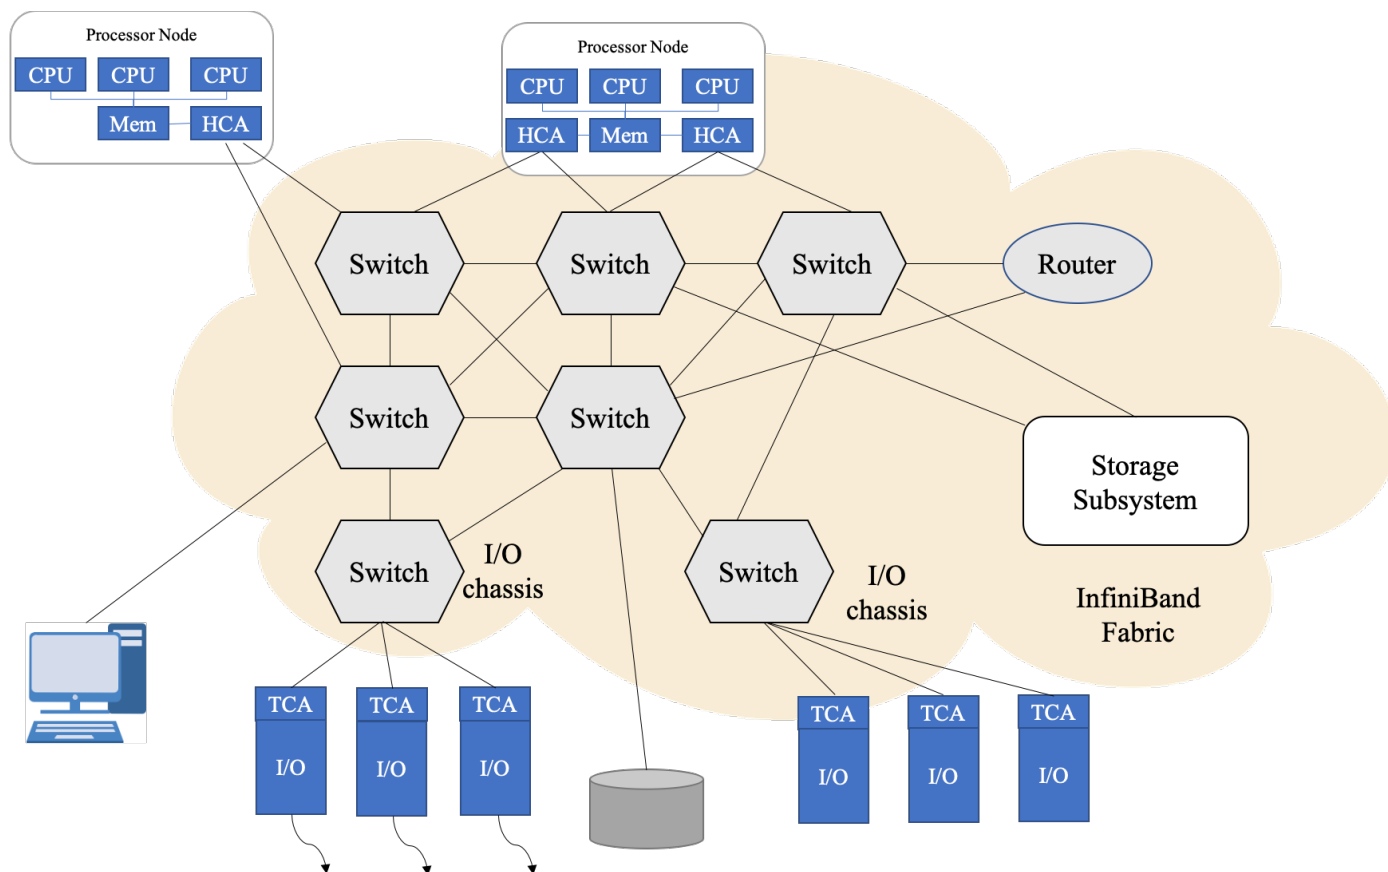 Processor Node
CPU
CPU
CPU
Mem
HCA
Processor Node
CPU
CPU
CPU
HCA
Mem
HCA
Switch
Switch
Switch
Router
Switch
Switch
Storage
Subsystem
Switch
I/O
chassis
Switch
I/O
chassis
InfiniBand
Fabric
TCA
TCA
TCA
I/O
I/O
I/O
TCA
TCA
TCA
I/O
I/O
I/O